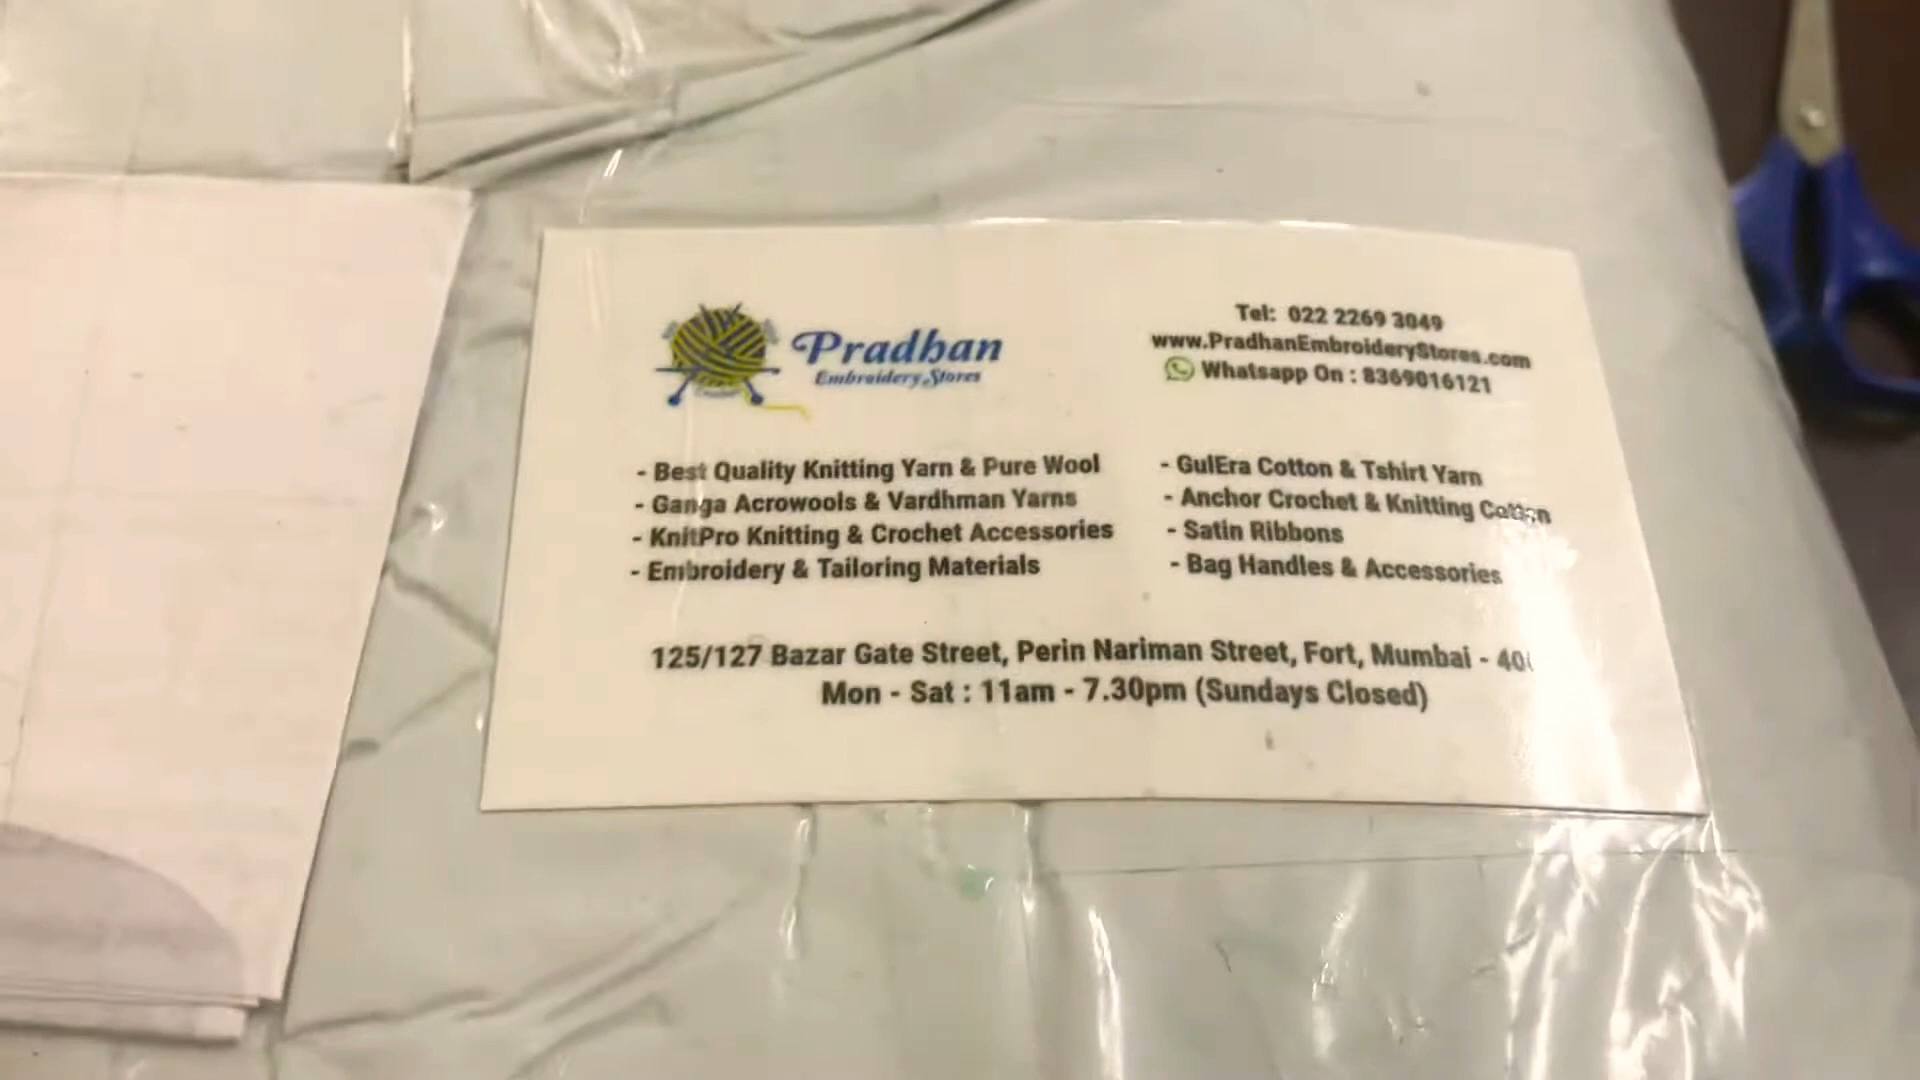 Pradhan
Embroidery Stores
Tel: 022 2269 3049
www.PradhanEmbroideryStores.com
Whatsapp On : 8369016121
- Best Quality Knitting Yarn & Pure Wool
- Ganga Acrowools & Vardhman Yarns
- KnitPro Knitting & Crochet Accessories
- Embroidery & Tailoring Materials
- GulEra Cotton & Tshirt Yarn
- Anchor Crochet & Knitting Cotton
- Satin Ribbons
- Bag Handles & Accessories
125/127 Bazar Gate Street, Perin Nariman Street, Fort, Mumbai - 
Mon - Sat : 11am - 7.30pm (Sundays Closed)